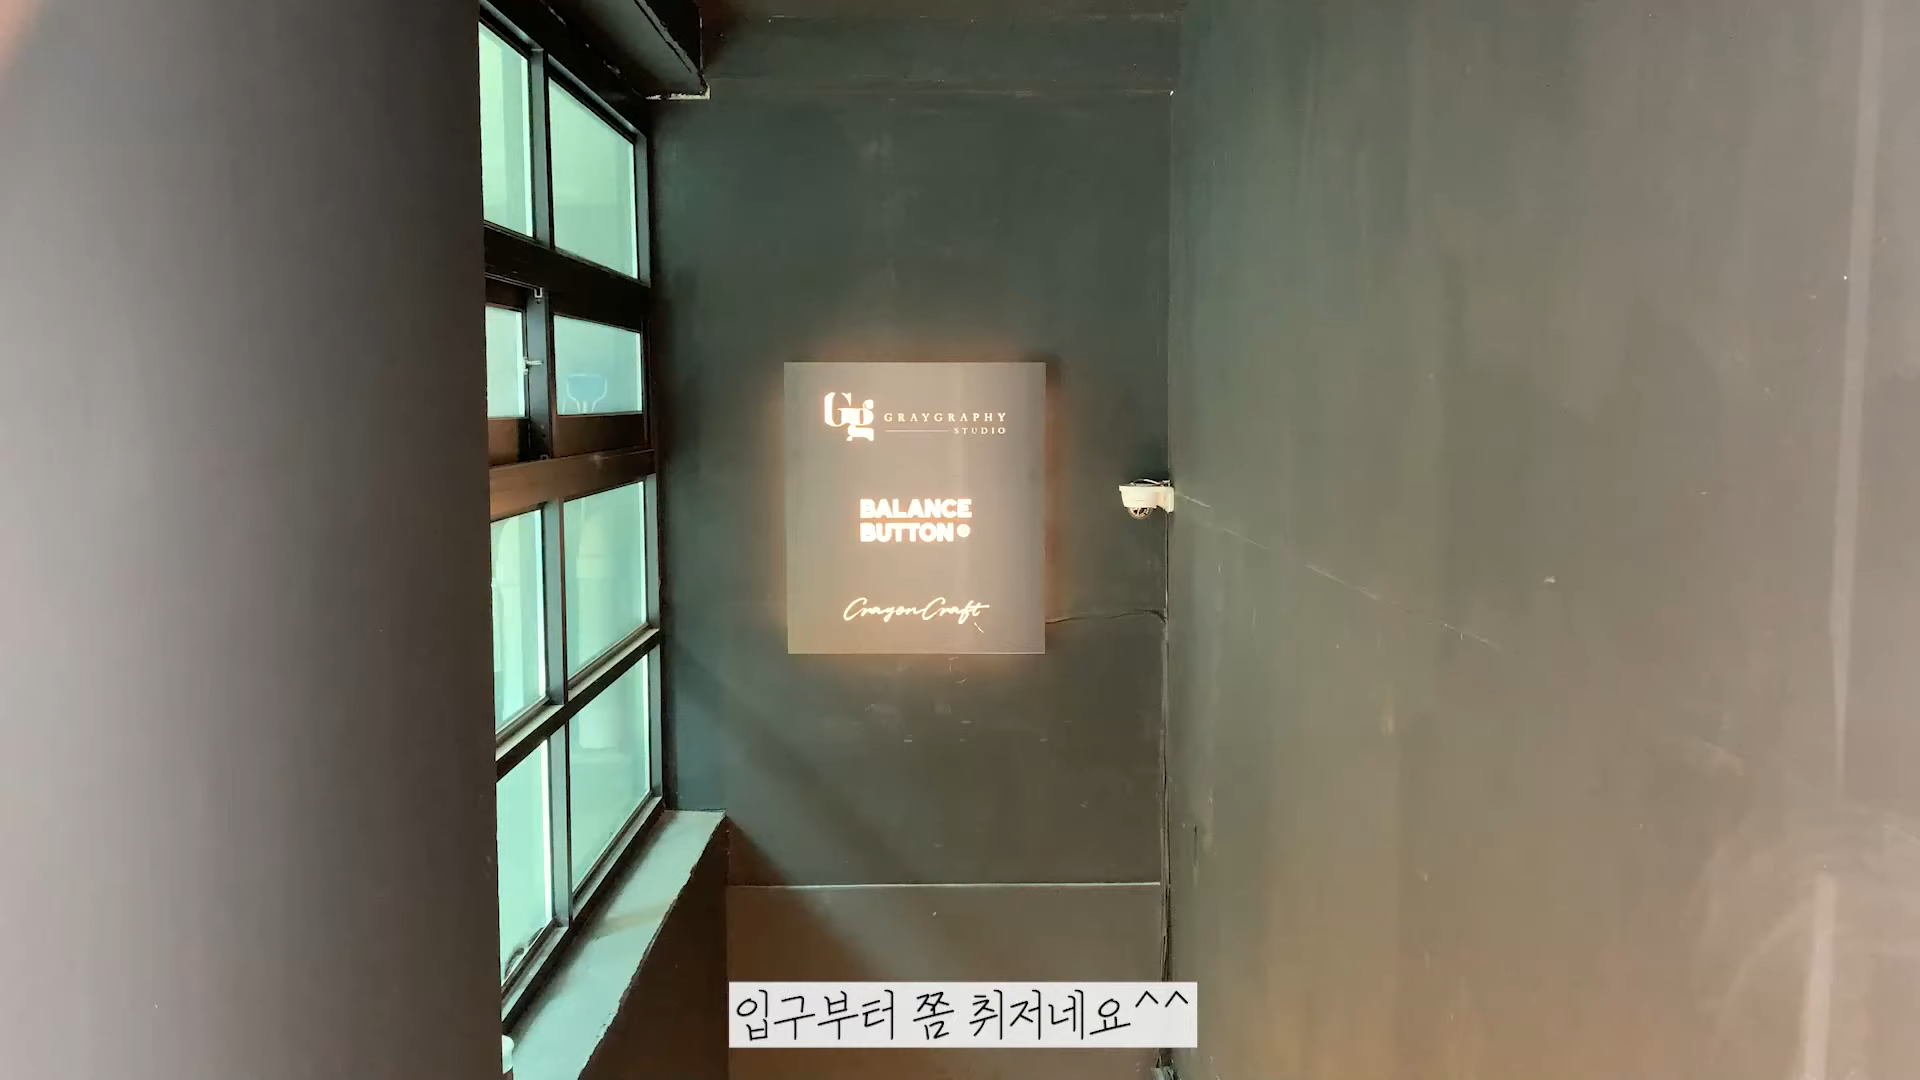 Gg GRAYGRAPHY
STUDIO
BALANCE
BUTTON
CrayonCraft
입구부터 쫌 취저네요^^